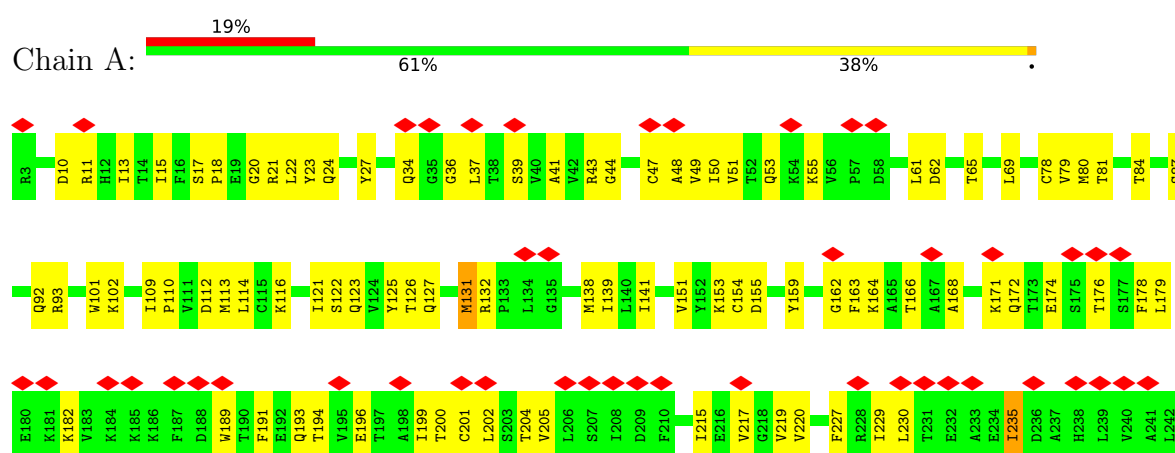 19%
Chain A:
61% 38% .
R3 D10 R11 H12 I13 T14 I15 F16 S17 P18 E19 G20 R21 L22 Y23 Q24 Y27 Q34 G35 G36 L37 T38 S39 V40 A41 V42 R43 G44 C47 A48 V49 I50 V51 T52 Q53 K54 K55 V56 P57 D58 L61 D62 T65 L69 C78 V79 M80 T81 T84
Q92 R93 W101 K102 I109 P110 V111 D112 M113 L114 C115 K116 I121 S122 Q123 V124 Y125 T126 Q127 M131 R132 P133 L134 G135 M138 I139 L140 I141 V151 Y152 K153 C154 D155 Y159 G162 F163 K164 A165 T166 A167 A168 K171 Q172 T173 E174 S175 T176 S177 F178 L179
E180 K181 K182 V183 K184 K185 K186 F187 D188 W189 T190 F191 E192 Q193 T194 V195 E196 T197 A198 I199 T200 C201 L202 S203 T204 V205 L206 S207 I208 D209 F210 I215 E216 V217 G218 V219 V220 F227 R228 I229 L230 T231 E232 A233 E234 I235 D236 A237 H238 L239 V240 A241 L242